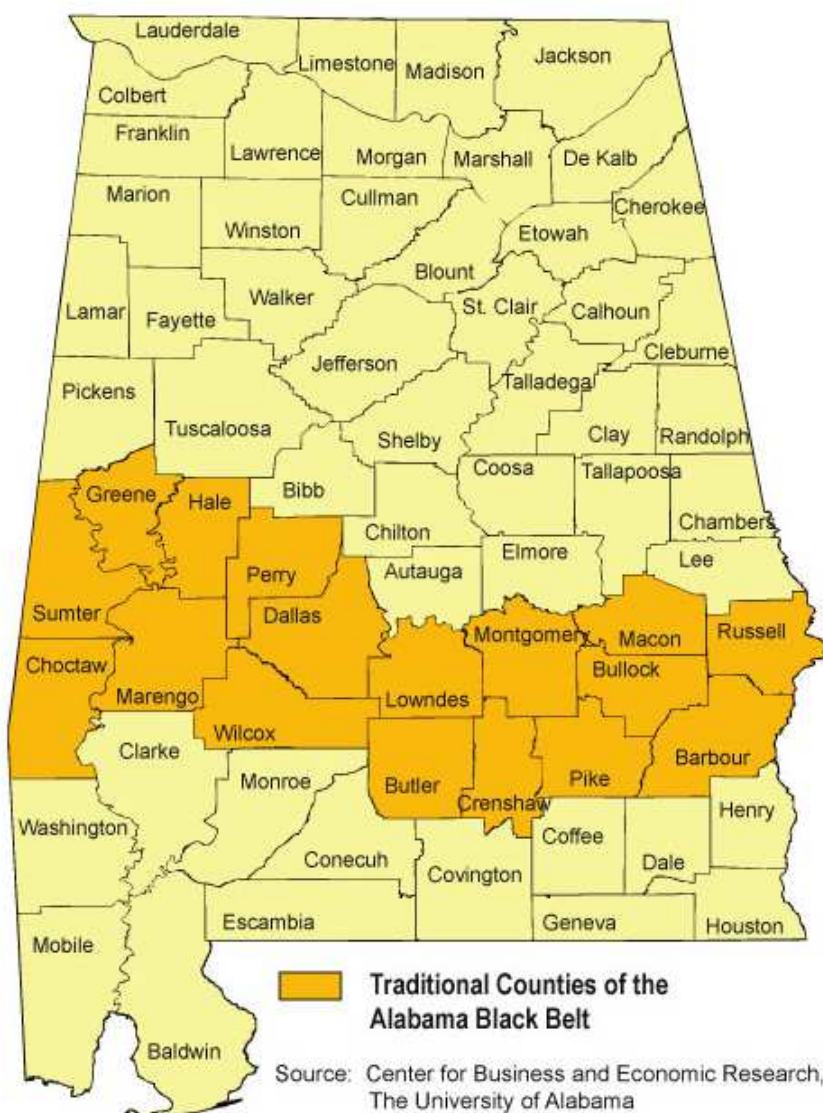 Lauderdale
Limestone
Madison
Jackson
Colbert
Franklin
Lawrence
Morgan
Marshall
De Kalb
Marion
Winston
Cullman
Cherokee
Etowah
Blount
Lamar
Fayette
Walker
St. Clair
Calhoun
Jefferson
Cleburne
Pickens
Talladega
Tuscaloosa
Shelby
Clay
Randolph
Greene
Hale
Bibb
Coosa
Tallapoosa
Chilton
Chambers
Perry
Autauga
Elmore
Lee
Sumter
Dallas
Montgomery
Macon
Russell
Choctaw
Marengo
Lowndes
Bullock
Wilcox
Clarke
Barbour
Monroe
Butler
Crenshaw
Pike
Washington
Henry
Conecuh
Coffee
Covington
Dale
Escambia
Geneva
Houston
Mobile
Baldwin
Traditional Counties of the
Alabama Black Belt
Source: Center for Business and Economic Research,
The University of Alabama